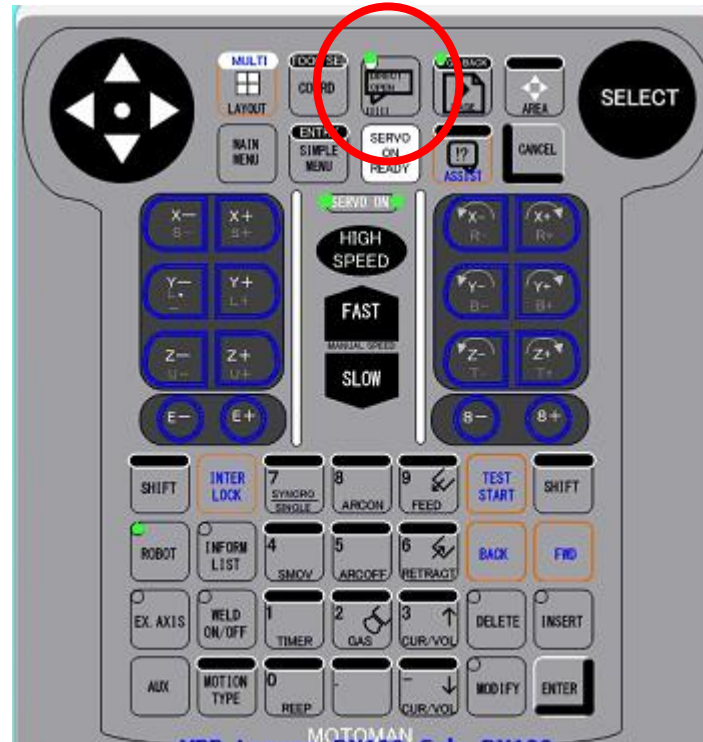 MULTI
LAYOUT
COORD
DIRECT
OPEN
AREA
SELECT
MAIN
MENU
SIMPLE
MENU
SERVO
ON
READY
!?
ASSIST
CANCEL
SERVO ON
X- X+
S- S+
HIGH
SPEED
X- X+
R- R+
Y- Y+
L- L+
FAST
Y- Y+
B- B+
MANUAL SPEED
Z- Z+
U- U+
SLOW
Z- Z+
T- T+
E- E+
8- 8+
SHIFT
INTER
LOCK
7
SYNCRO
SINGLE
8
ARCON
9
FEED
TEST
START
SHIFT
ROBOT
INFORM
LIST
4
SMOV
5
ARCOFF
6
RETRACT
BACK
FWD
EX. AXIS
WELD
ON/OFF
1
TIMER
2
GAS
3 ↑
CUR/VOL
DELETE
INSERT
AUX
MOTION
TYPE
0
REEP
.
- ↓
CUR/VOL
MODIFY
ENTER
MOTOMAN